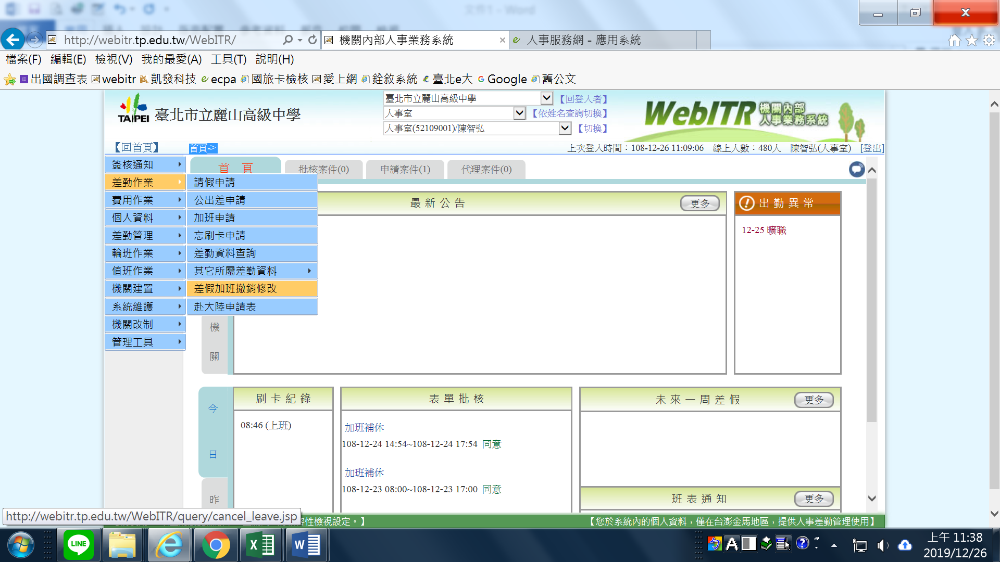 文件1 - Word
http://webitr.tp.edu.tw/WebITR/
機關內部人事業務系統
人事服務網 - 應用系統
檔案(F) 編輯(E) 檢視(V) 我的最愛(A) 工具(T) 說明(H)
出國調查表 webitr 凱發科技 ecpa 國旅卡檢核 愛上網 銓敘系統 臺北e大 Google 舊公文
TAIPEI 臺北市立麗山高級中學
臺北市立麗山高級中學 【回登入者】
人事室 【依姓名查詢切換】
人事室(52109001)/陳智弘 【切換】
WebITR 機關內部人事業務系統
【回首頁】 首頁-> 上次登入時間：108-12-26 11:09:06 線上人數：480人 陳智弘(人事室) [登出]
簽核通知
差勤作業
費用作業
個人資料
差勤管理
輪班作業
值班作業
機關建置
系統維護
機關改制
管理工具
首 頁 批核案件(0) 申請案件(1) 代理案件(0)
請假申請
公出差申請
加班申請
忘刷卡申請
差勤資料查詢
其它所屬差勤資料
差假加班撤銷修改
赴大陸申請表
最 新 公 告 更多
出 勤 異 常
12-25 曠職
機
關
今
日
昨
刷 卡 紀 錄
08:46 (上班)
表 單 批 核
加班補休
108-12-24 14:54~108-12-24 17:54 同意
加班補休
108-12-23 08:00~108-12-23 17:00 同意
未 來 一 周 差 假 更多
班 表 通 知 更多
http://webitr.tp.edu.tw/WebITR/query/cancel_leave.jsp
容性檢視設定。】
【您於系統內的個人資料，僅在台澎金馬地區，提供人事差勤管理使用】
LINE
上午 11:38
2019/12/26